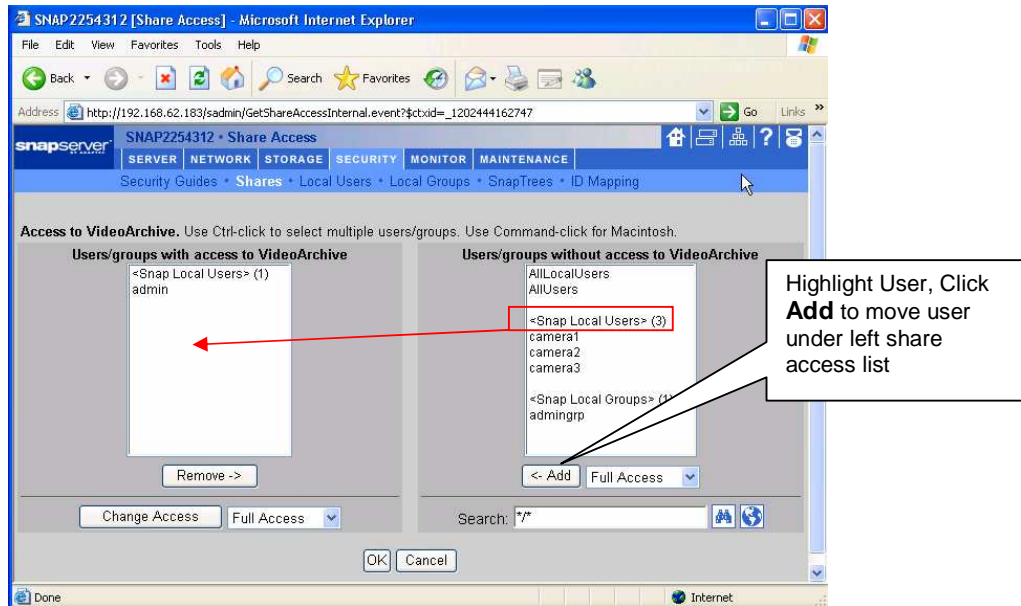 SNAP2254312 [Share Access] - Microsoft Internet Explorer
File Edit View Favorites Tools Help
Back Search Favorites
Address http://192.168.62.183/sadmin/GetShareAccessInternal.event?$ctxid=_1202444162747 Go Links »
snapserver SNAP2254312 • Share Access
SERVER NETWORK STORAGE SECURITY MONITOR MAINTENANCE
Security Guides • Shares • Local Users • Local Groups • SnapTrees • ID Mapping
Access to VideoArchive. Use Ctrl-click to select multiple users/groups. Use Command-click for Macintosh.
Users/groups with access to VideoArchive
<Snap Local Users> (1)
admin
Remove ->
Change Access Full Access
Users/groups without access to VideoArchive
AllLocalUsers
AllUsers
<Snap Local Users> (3)
camera1
camera2
camera3
<Snap Local Groups> (1)
admingrp
<- Add Full Access
Search: */*
OK Cancel
Highlight User, Click
Add to move user
under left share
access list
Done Internet